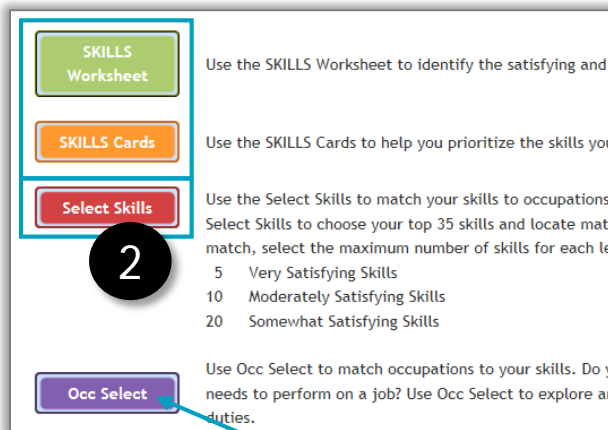 SKILLS
Worksheet
Use the SKILLS Worksheet to identify the satisfying and
SKILLS Cards
Use the SKILLS Cards to help you prioritize the skills
Select Skills
Use the Select Skills to match your skills to occupations
Select Skills to choose your top 35 skills and locate
match, select the maximum number of skills for each
2
5 Very Satisfying Skills
10 Moderately Satisfying Skills
20 Somewhat Satisfying Skills
Occ Select
Use Occ Select to match occupations to your skills. Do
needs to perform on a job? Use Occ Select to explore
duties.